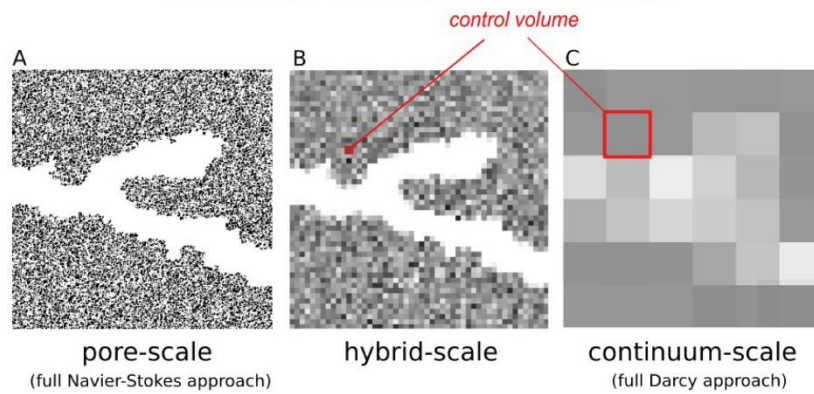 control volume
A
B
C
pore-scale
hybrid-scale
continuum-scale
(full Navier-Stokes approach)
(full Darcy approach)